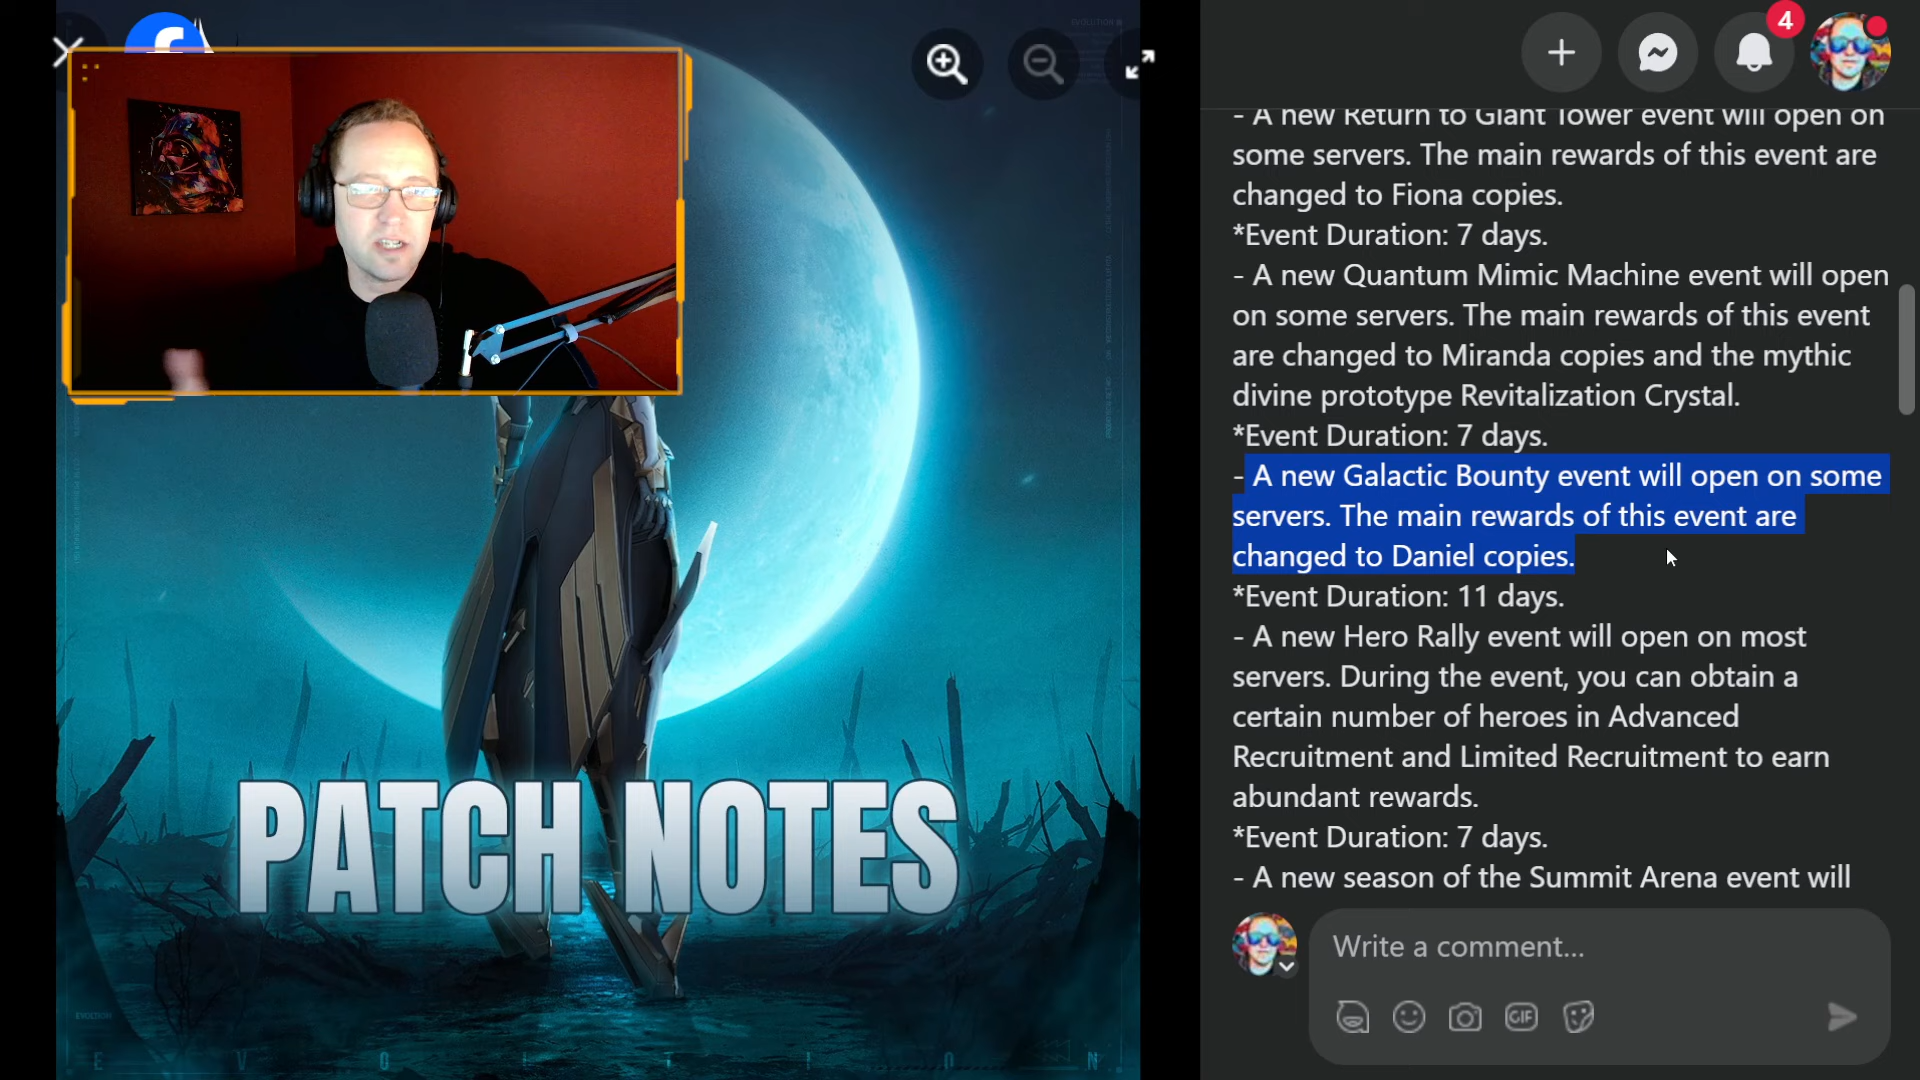 4
- A new Return to Giant Tower event will open on
some servers. The main rewards of this event are
changed to Fiona copies.
*Event Duration: 7 days.
- A new Quantum Mimic Machine event will open
on some servers. The main rewards of this event
are changed to Miranda copies and the mythic
divine prototype Revitalization Crystal.
*Event Duration: 7 days.
- A new Galactic Bounty event will open on some
servers. The main rewards of this event are
changed to Daniel copies.
*Event Duration: 11 days.
- A new Hero Rally event will open on most
servers. During the event, you can obtain a
certain number of heroes in Advanced
Recruitment and Limited Recruitment to earn
abundant rewards.
*Event Duration: 7 days.
- A new season of the Summit Arena event will
PATCH NOTES
Write a comment...
GIF
EVOLUTION